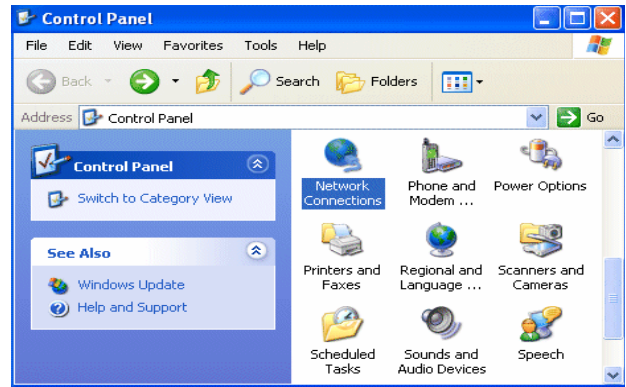 Control Panel
File Edit View Favorites Tools Help
Back Search Folders
Address Control Panel Go
Control Panel
Switch to Category View
See Also
Windows Update
Help and Support
Network Connections
Phone and Modem ...
Power Options
Printers and Faxes
Regional and Language ...
Scanners and Cameras
Scheduled Tasks
Sounds and Audio Devices
Speech